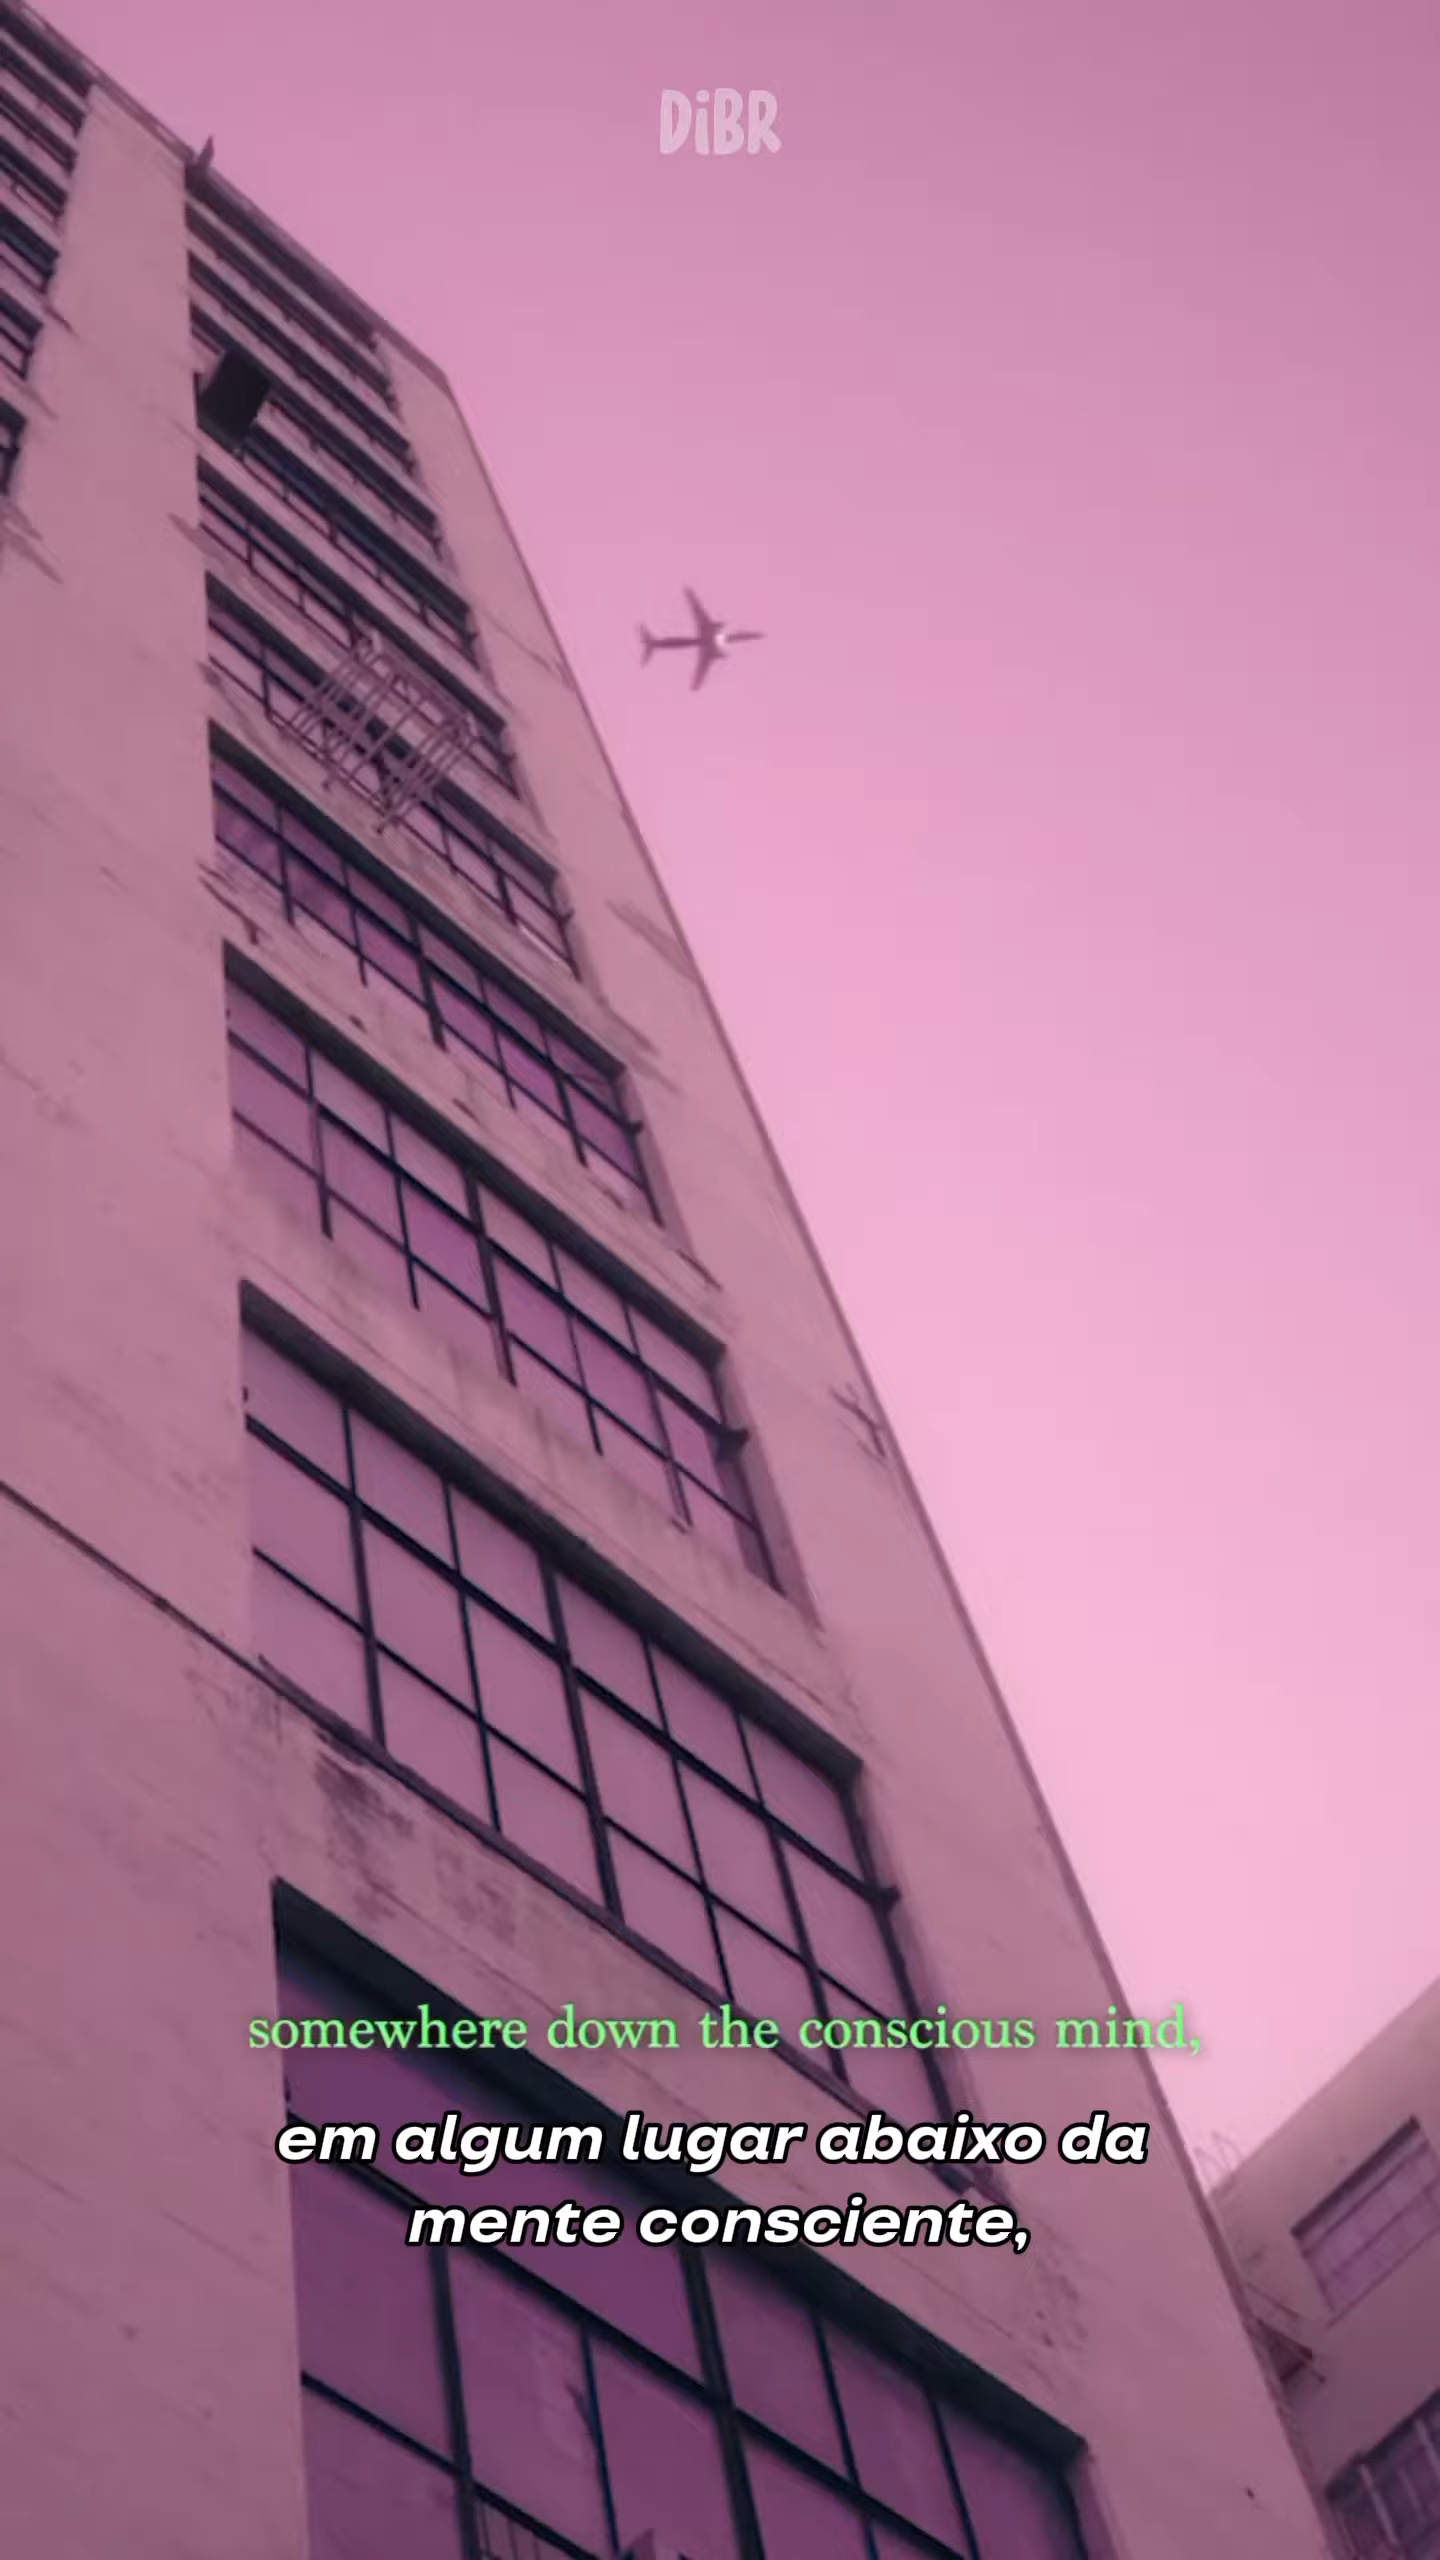 DiBR
somewhere down the conscious mind,
em algum lugar abaixo da
mente consciente,